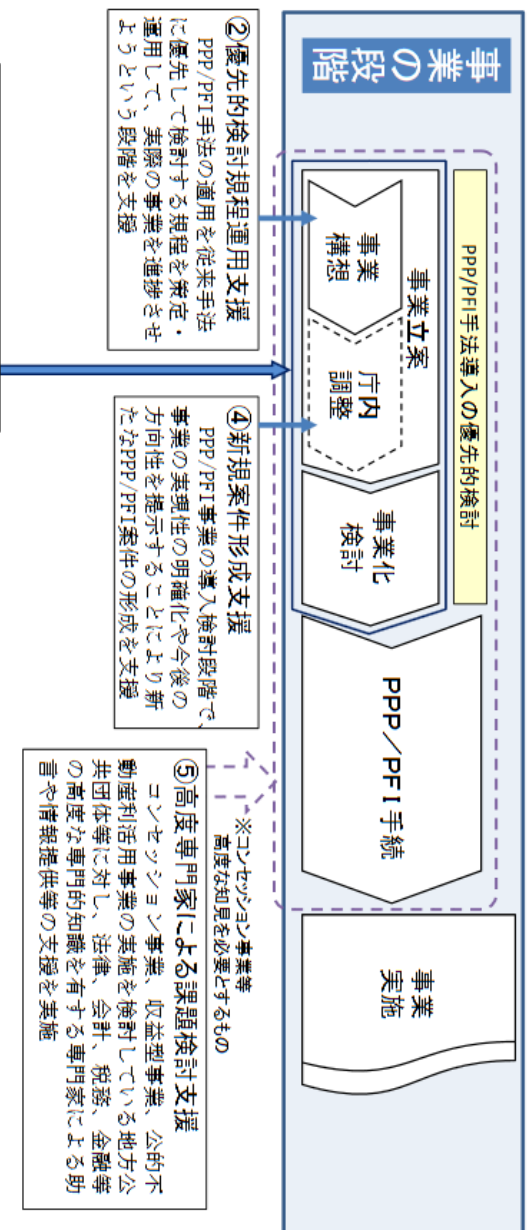 事業の段階
PPP/PFI手法導入の優先的検討
事業立案
事業
構想
庁内
調整
事業化
検討
PPP／PFI手続
事業
実施
②優先的検討規程運用支援
PPP/PFI手法の適用を従来手法
に優先して検討する規程を策定・
運用して、実際の事業を進捗させ
ようという段階を支援
④新規案件形成支援
PPP/PFI事業の導入検討段階で、
事業の実現性の明確化や今後の
方向性を提示することにより新
たなPPP/PFI案件の形成を支援
※コンセッション事業等
高度な知見を必要とするもの
⑤高度専門家による課題検討支援
コンセッション事業、収益型事業、公的不
動産利活用事業の実施を検討している地方公
共団体等に対し、法律、会計、税務、金融等
の高度な専門的知識を有する専門家による助
言や情報提供等の支援を実施